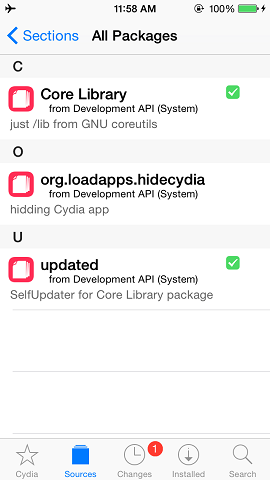 11:58 AM
100%
Sections
All Packages
C
Core Library
from Development API (System)
just /lib from GNU coreutils
O
org.loadapps.hidecydia
from Development API (System)
hidding Cydia app
U
updated
from Development API (System)
SelfUpdater for Core Library package
1
Cydia
Sources
Changes
Installed
Search